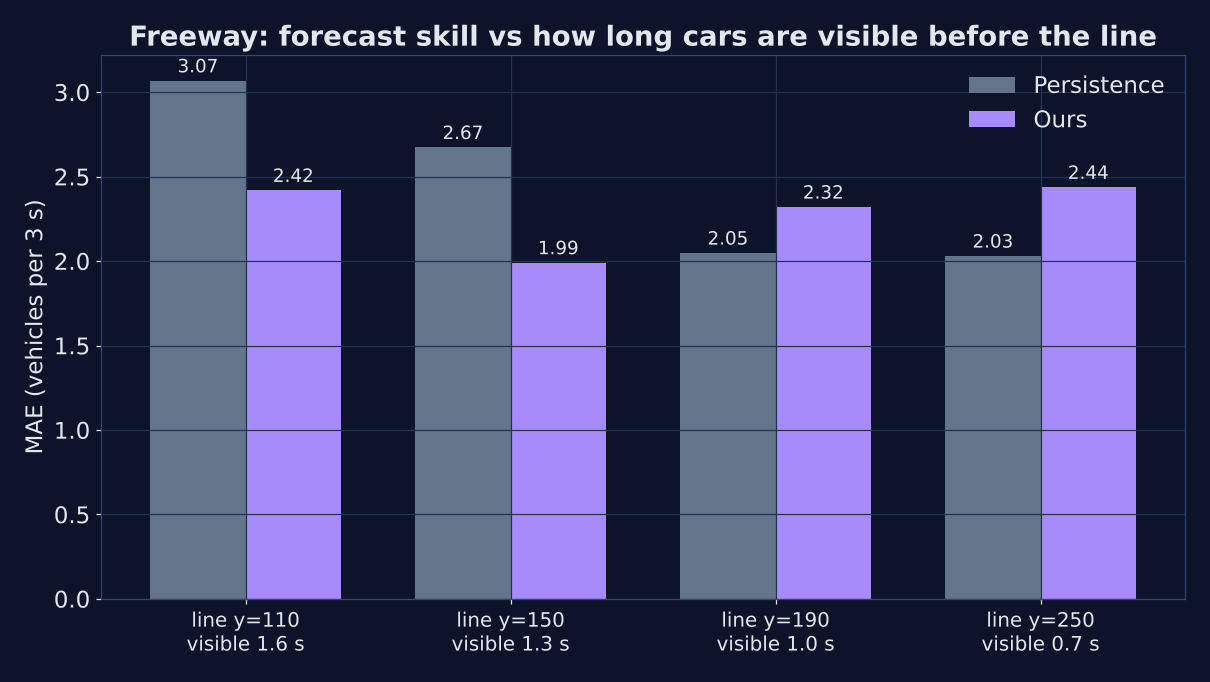 Freeway: forecast skill vs how long cars are visible before the line
3.07
2.42
2.67
1.99
2.05
2.32
2.03
2.44
Persistence
Ours
MAE (vehicles per 3 s)
3.0
2.5
2.0
1.5
1.0
0.5
0.0
line y=110
visible 1.6 s
line y=150
visible 1.3 s
line y=190
visible 1.0 s
line y=250
visible 0.7 s